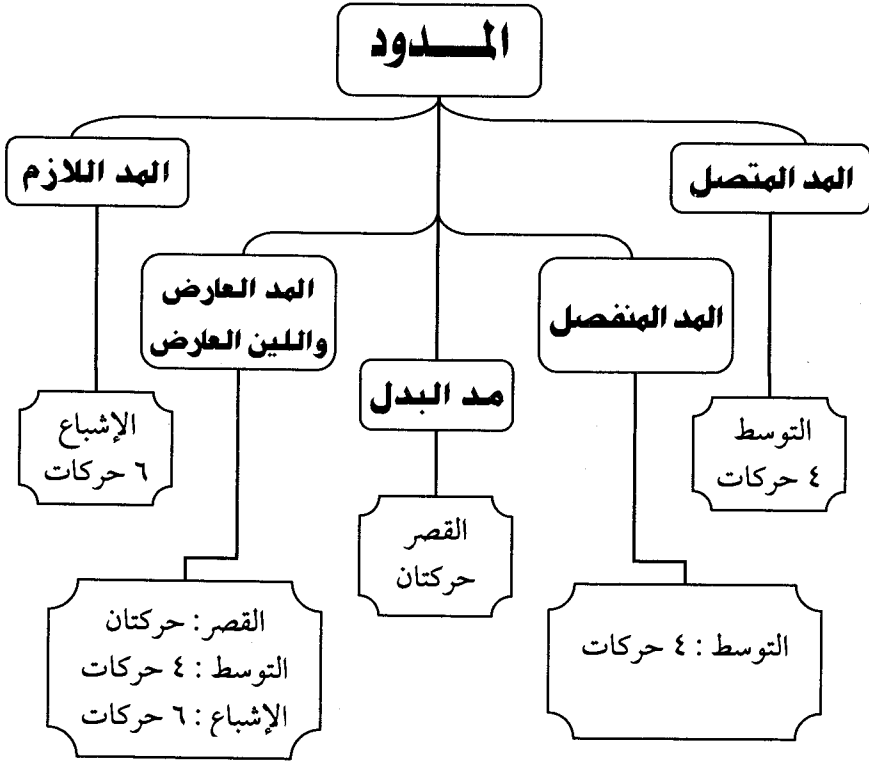 المدود
المد المتصل
المد اللازم
المد المنفصل
المد العارض
واللين العارض
مد البدل
التوسط
٤ حركات
الإشباع
٦ حركات
القصر
حركتان
التوسط : ٤ حركات
القصر : حركتان
التوسط : ٤ حركات
الإشباع : ٦ حركات